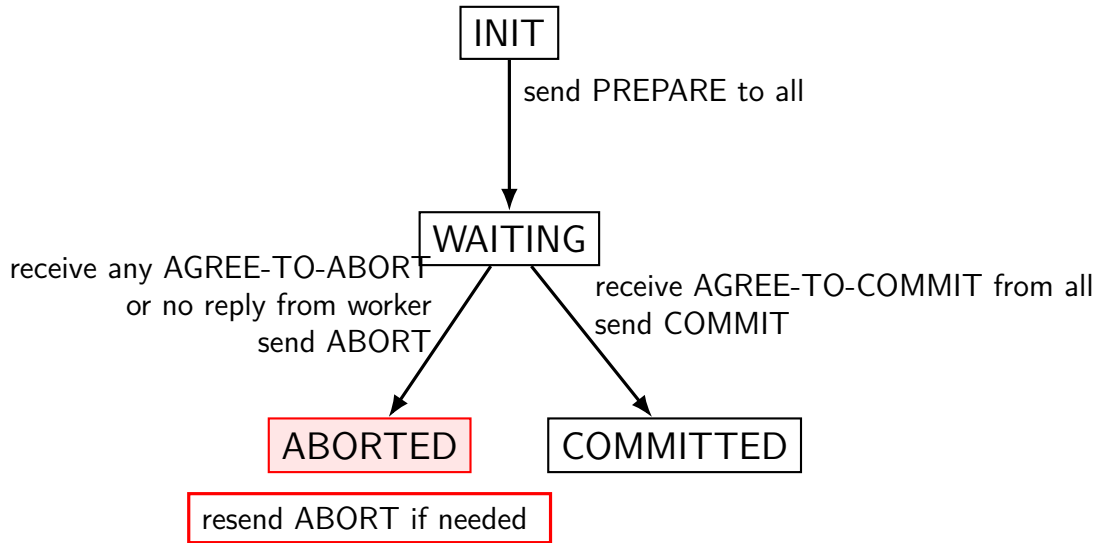 INIT
send PREPARE to all
WAITING
receive any AGREE-TO-ABORT
or no reply from worker
send ABORT
receive AGREE-TO-COMMIT from all
send COMMIT
ABORTED
COMMITTED
resend ABORT if needed